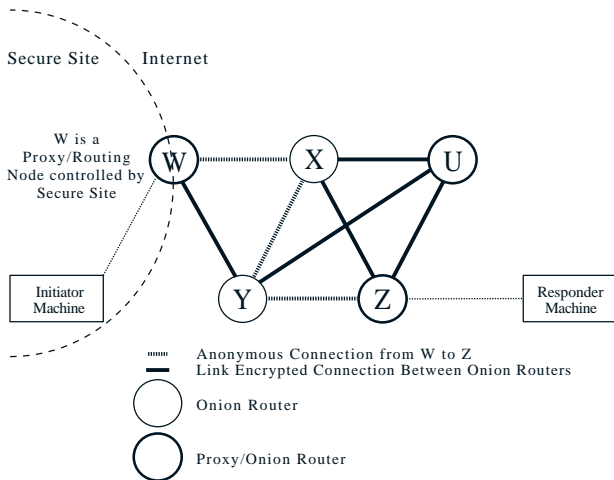 Secure Site
Internet
W is a
Proxy/Routing
Node controlled by
Secure Site
W
X
U
Y
Z
Initiator
Machine
Responder
Machine
Anonymous Connection from W to Z
Link Encrypted Connection Between Onion Routers
Onion Router
Proxy/Onion Router